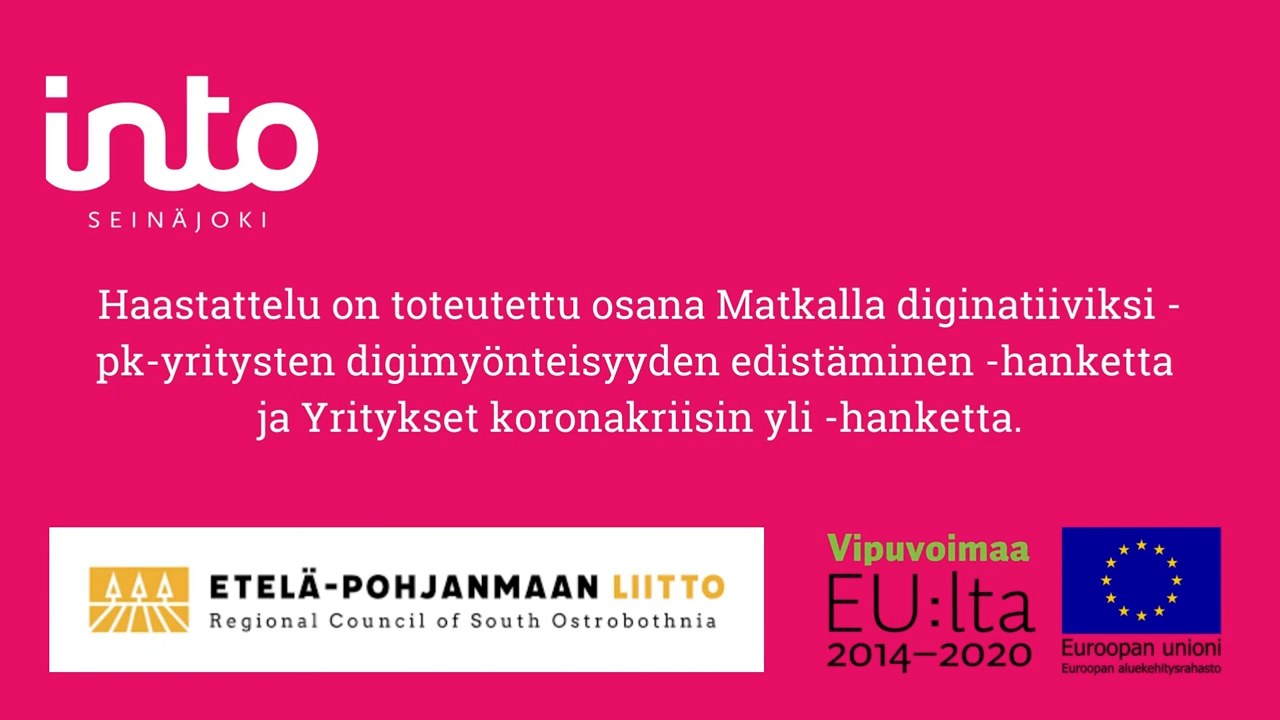 into
SEINÄJOKI
Haastattelu on toteutettu osana Matkalla diginatiiviksi -
pk-yritysten digimyönteisyyden edistäminen -hanketta
ja Yritykset koronakriisin yli -hanketta.
ETELÄ-POHJANMAAN LIITTO
Regional Council of South Ostrobothnia
Vipuvoimaa
EU:lta
2014–2020
Euroopan unioni
Euroopan aluekehitysrahasto